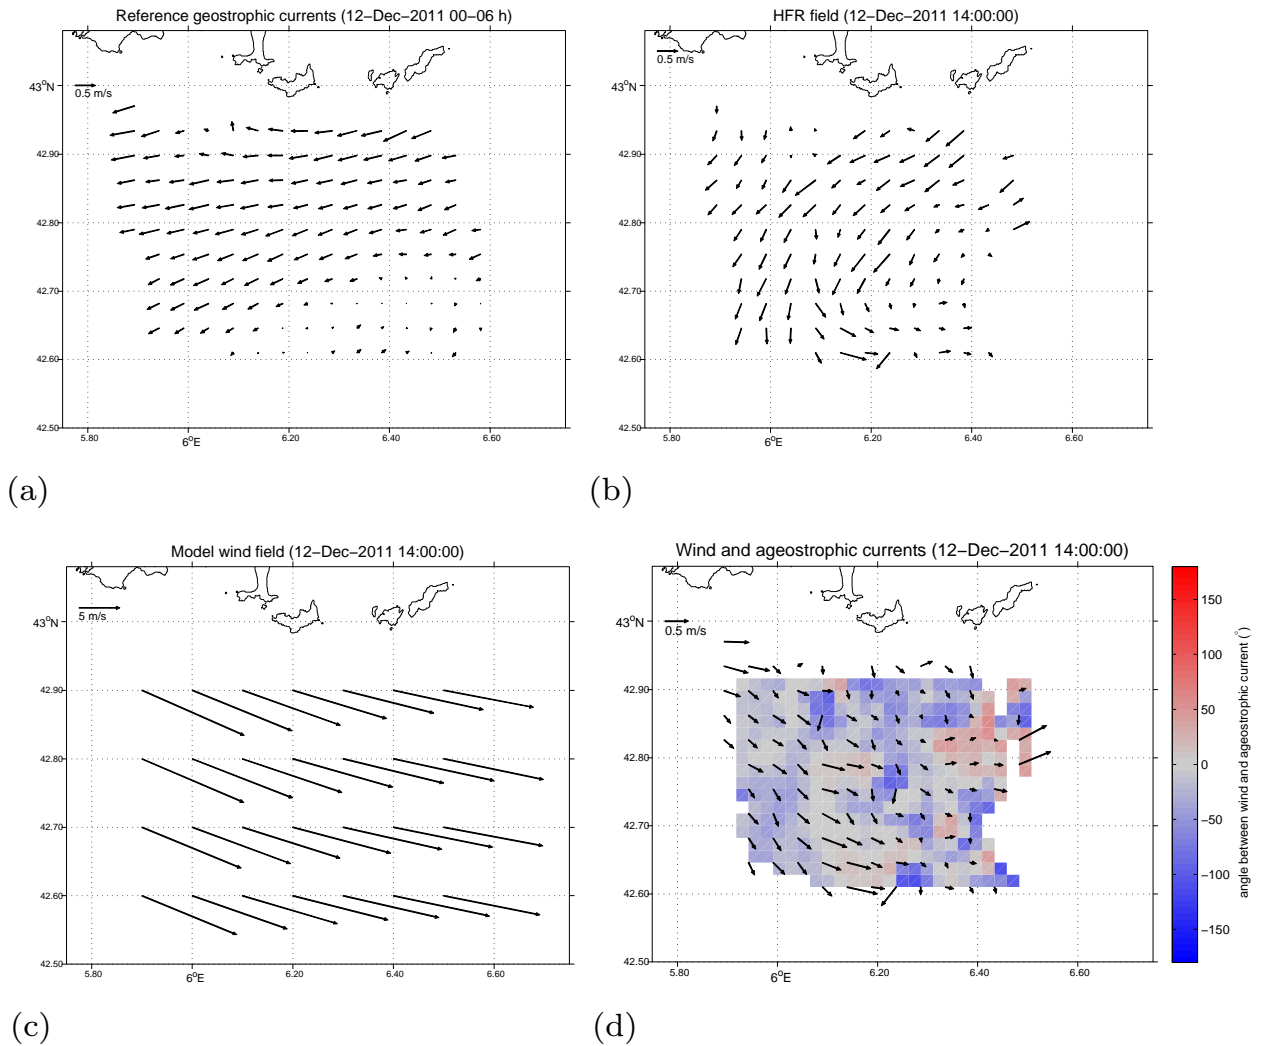 Reference geostrophic currents (12−Dec−2011 00−06 h)
0.5 m/s
43°N
42.90
42.80
42.70
42.60
42.50
5.80
6°E
6.20
6.40
6.60
(a)
HFR field (12−Dec−2011 14:00:00)
0.5 m/s
43°N
42.90
42.80
42.70
42.60
42.50
5.80
6°E
6.20
6.40
6.60
(b)
Model wind field (12−Dec−2011 14:00:00)
5 m/s
43°N
42.90
42.80
42.70
42.60
42.50
5.80
6°E
6.20
6.40
6.60
(c)
Wind and ageostrophic currents (12−Dec−2011 14:00:00)
0.5 m/s
43°N
42.90
42.80
42.70
42.60
42.50
5.80
6°E
6.20
6.40
6.60
150
100
50
0
−50
−100
−150
angle between wind and ageostrophic current (°)
(d)